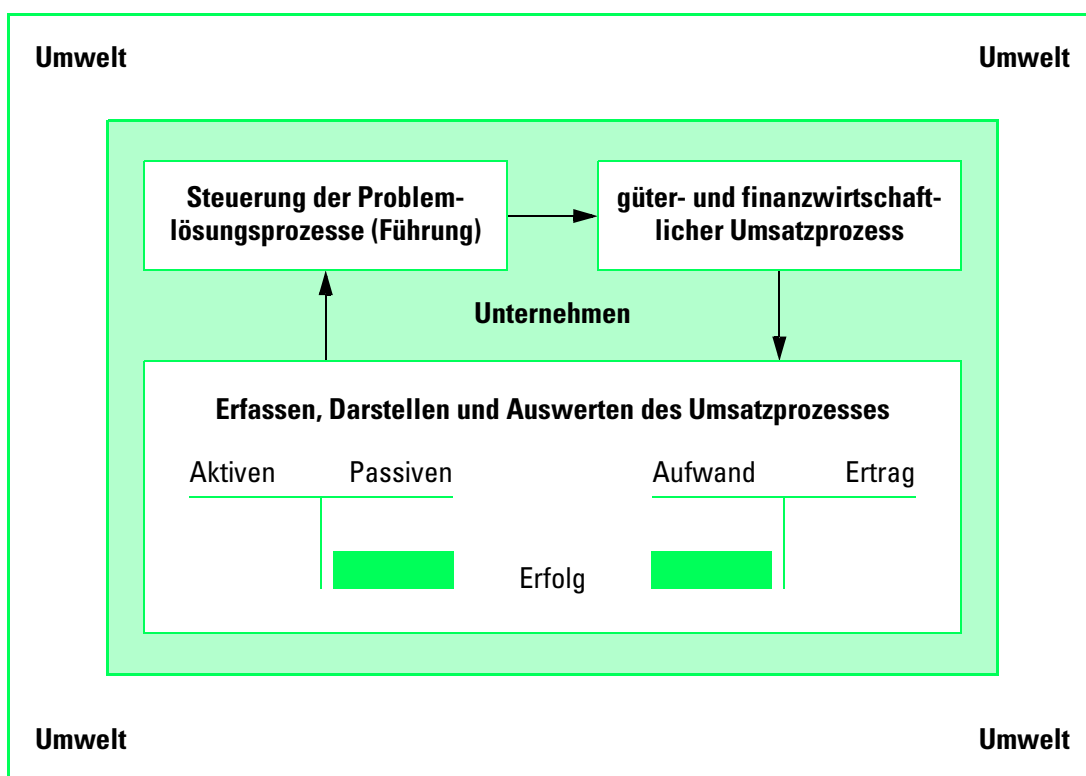 Umwelt
Umwelt
Steuerung der Problem-
lösungsprozesse (Führung)
güter- und finanzwirtschaft-
licher Umsatzprozess
Unternehmen
Erfassen, Darstellen und Auswerten des Umsatzprozesses
Aktiven
Passiven
Aufwand
Ertrag
Erfolg
Umwelt
Umwelt